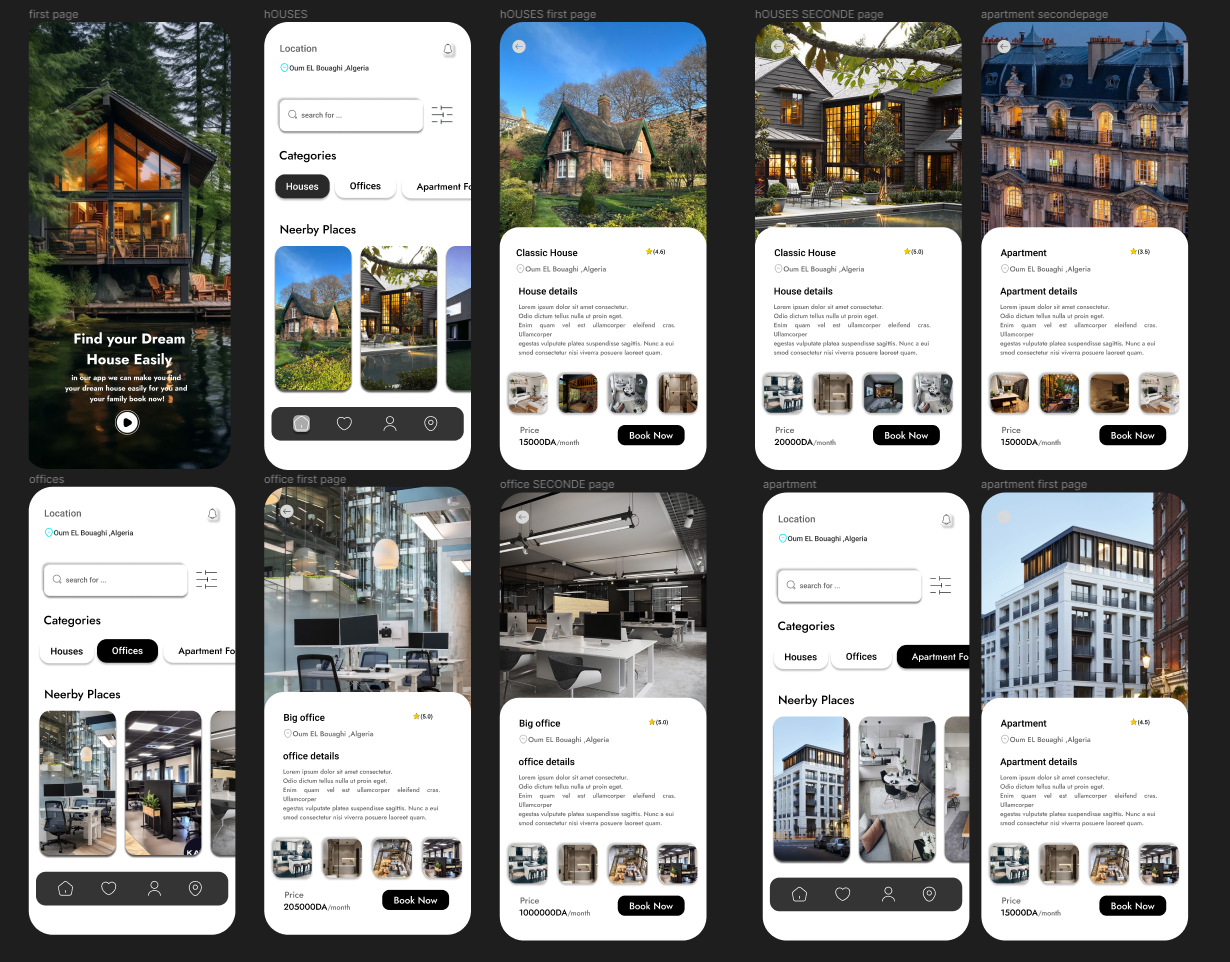 first page
Find your Dream
House Easily
in our app we can make you find
your dream house easily for you and
your family book now!
hOUSES
Location
Oum EL Bouaghi ,Algeria
search for ...
Categories
Houses
Offices
Apartment Fo
Neerby Places
hOUSES first page
Classic House
(4.6)
Oum EL Bouaghi ,Algeria
House details
Lorem ipsum dolor sit amet consectetur.
Odio dictum tellus nulla ut proin eget.
Enim quam vel est ullamcorper eleifend cras.
Ullamcorper
egestas vulputate platea suspendisse sagittis. Nunc a eui
smod consectetur nisi viverra posuere laoreet quam.
Price
15000DA/month
Book Now
hOUSES SECONDE page
Classic House
(5.0)
Oum EL Bouaghi ,Algeria
House details
Lorem ipsum dolor sit amet consectetur.
Odio dictum tellus nulla ut proin eget.
Enim quam vel est ullamcorper eleifend cras.
Ullamcorper
egestas vulputate platea suspendisse sagittis. Nunc a eui
smod consectetur nisi viverra posuere laoreet quam.
Price
20000DA/month
Book Now
apartment secondepage
Apartment
(3.5)
Oum EL Bouaghi ,Algeria
Apartment details
Lorem ipsum dolor sit amet consectetur.
Odio dictum tellus nulla ut proin eget.
Enim quam vel est ullamcorper eleifend cras.
Ullamcorper
egestas vulputate platea suspendisse sagittis. Nunc a eui
smod consectetur nisi viverra posuere laoreet quam.
Price
15000DA/month
Book Now
offices
Location
Oum EL Bouaghi ,Algeria
search for ...
Categories
Houses
Offices
Apartment Fo
Neerby Places
KA
office first page
Big office
(5.0)
Oum EL Bouaghi ,Algeria
office details
Lorem ipsum dolor sit amet consectetur.
Odio dictum tellus nulla ut proin eget.
Enim quam vel est ullamcorper eleifend cras.
Ullamcorper
egestas vulputate platea suspendisse sagittis. Nunc a eui
smod consectetur nisi viverra posuere laoreet quam.
Price
205000DA/month
Book Now
office SECONDE page
Big office
(5.0)
Oum EL Bouaghi ,Algeria
office details
Lorem ipsum dolor sit amet consectetur.
Odio dictum tellus nulla ut proin eget.
Enim quam vel est ullamcorper eleifend cras.
Ullamcorper
egestas vulputate platea suspendisse sagittis. Nunc a eui
smod consectetur nisi viverra posuere laoreet quam.
Price
1000000DA/month
Book Now
apartment
Location
Oum EL Bouaghi ,Algeria
search for ...
Categories
Houses
Offices
Apartment Fo
Neerby Places
apartment first page
Apartment
(4.5)
Oum EL Bouaghi ,Algeria
Apartment details
Lorem ipsum dolor sit amet consectetur.
Odio dictum tellus nulla ut proin eget.
Enim quam vel est ullamcorper eleifend cras.
Ullamcorper
egestas vulputate platea suspendisse sagittis. Nunc a eui
smod consectetur nisi viverra posuere laoreet quam.
Price
15000DA/month
Book Now